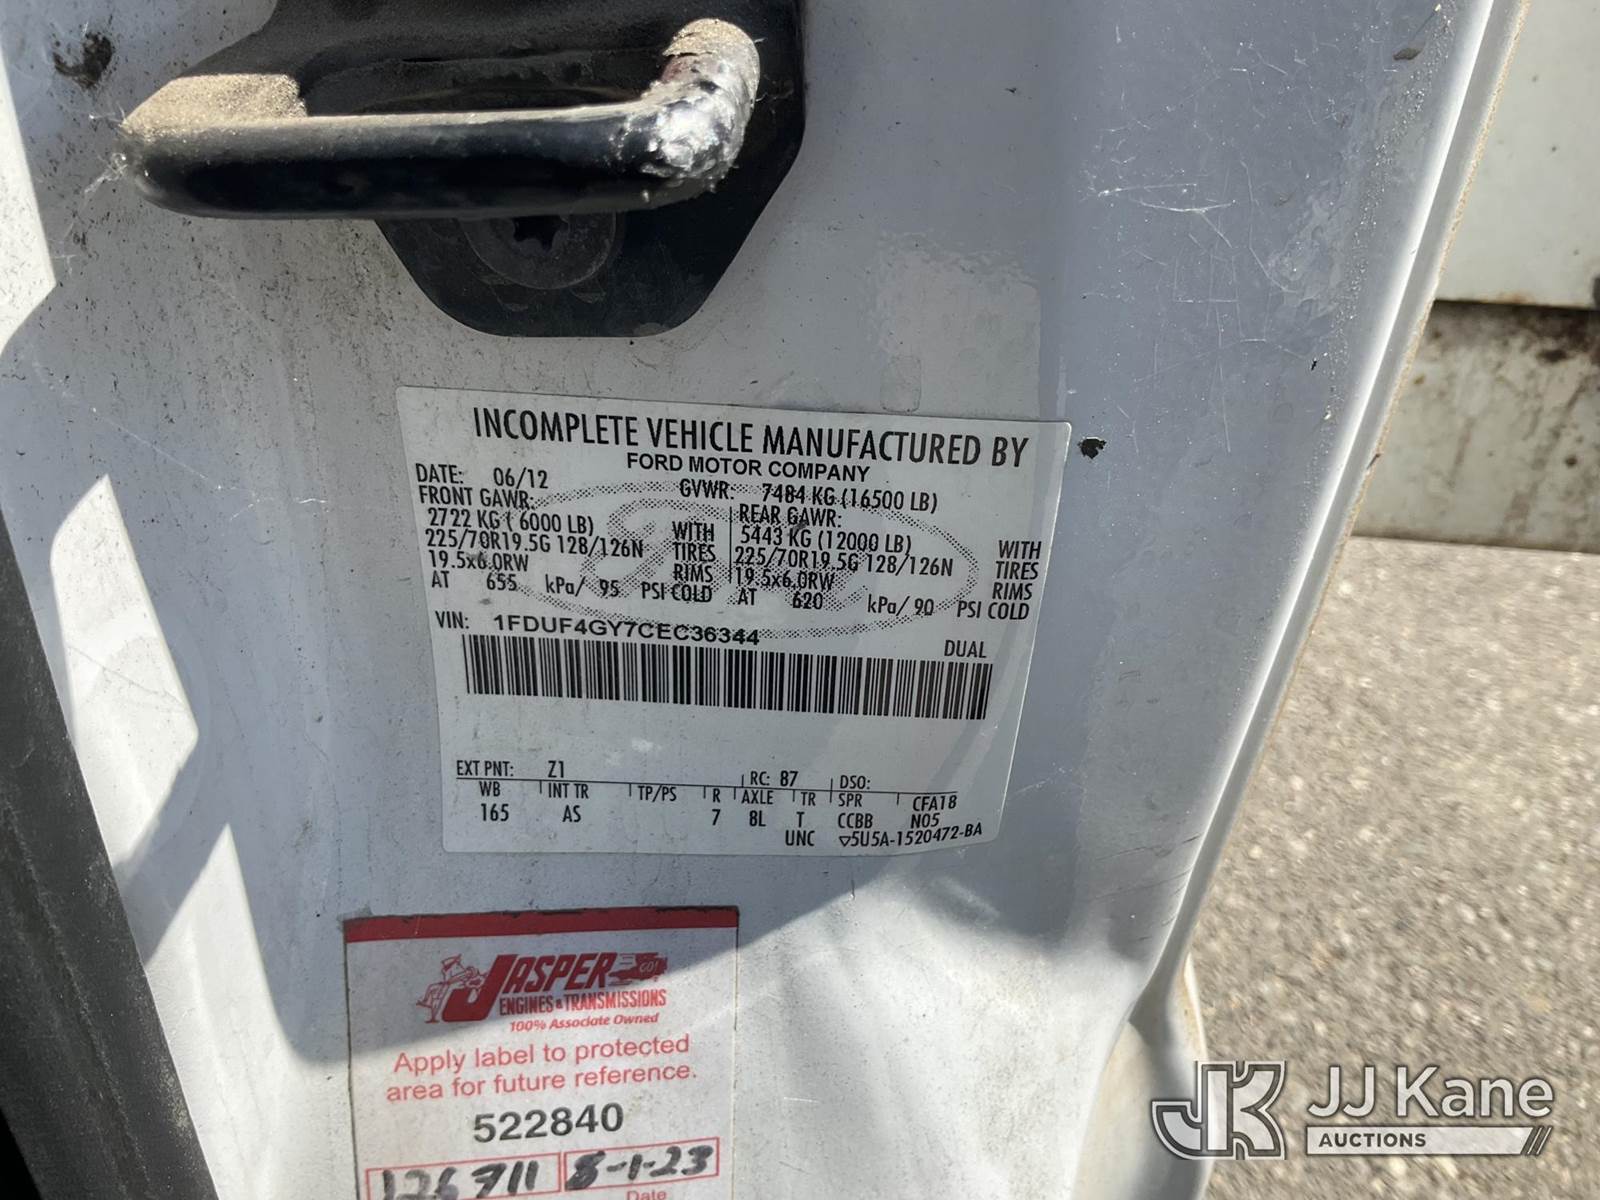 INCOMPLETE VEHICLE MANUFACTURED BY
FORD MOTOR COMPANY
DATE: 06/12 GVWR: 7484 KG (16500 LB)
FRONT GAWR: REAR GAWR:
2722 KG ( 6000 LB) WITH 5443 KG (12000 LB) WITH
225/70R19.5G 128/126N TIRES 225/70R19.5G 128/126N TIRES
19.5x6.0RW RIMS 19.5x6.0RW RIMS
AT 655 kPa/ 95 PSI COLD AT 620 kPa/ 90 PSI COLD
VIN: 1FDUF4GY7CEC36344
DUAL
EXT PNT: Z1 RC: 87 DSO:
WB INT TR TP/PS R AXLE TR SPR CFA18
165 AS 7 8L T CCBB N05
UNC ▽5U5A-1520472-BA
JASPER GO!
ENGINES & TRANSMISSIONS
100% Associate Owned
Apply label to protected
area for future reference.
522840
126711 8-1-23
Date
JK JJ Kane
AUCTIONS